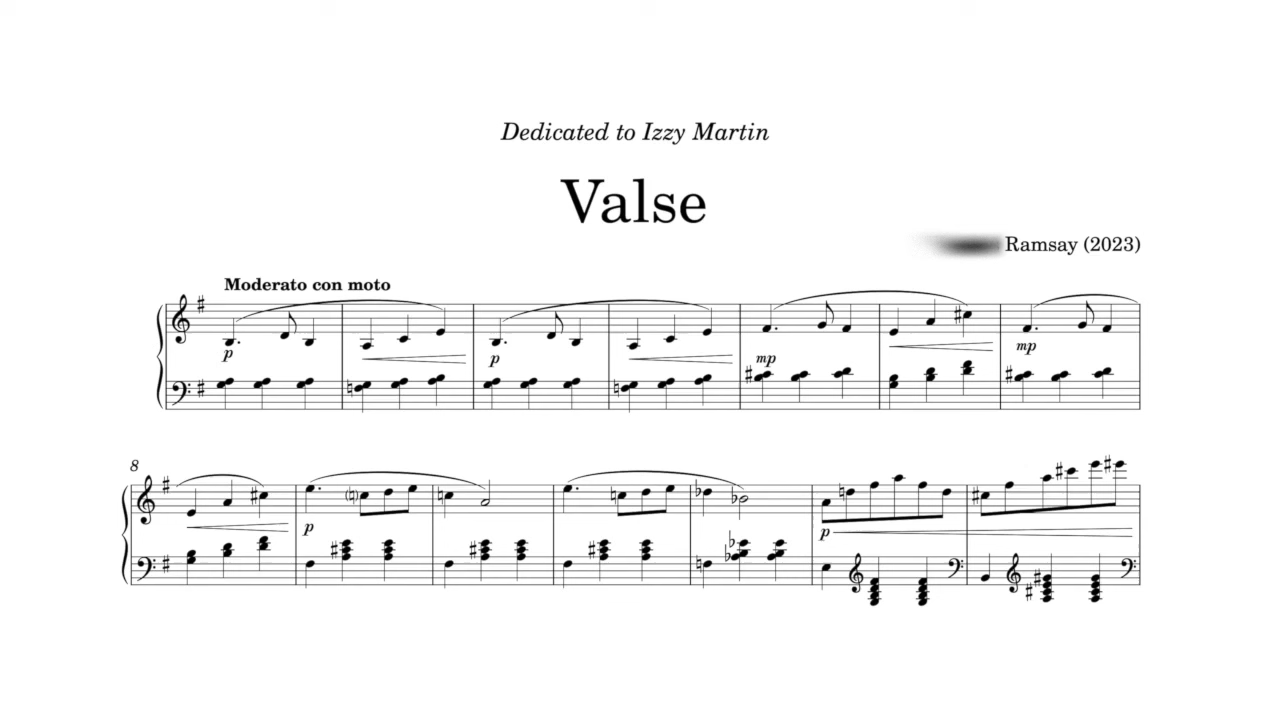 Dedicated to Izzy Martin
Valse
Ramsay (2023)
Moderato con moto
p
p
mp
mp
8
p
p